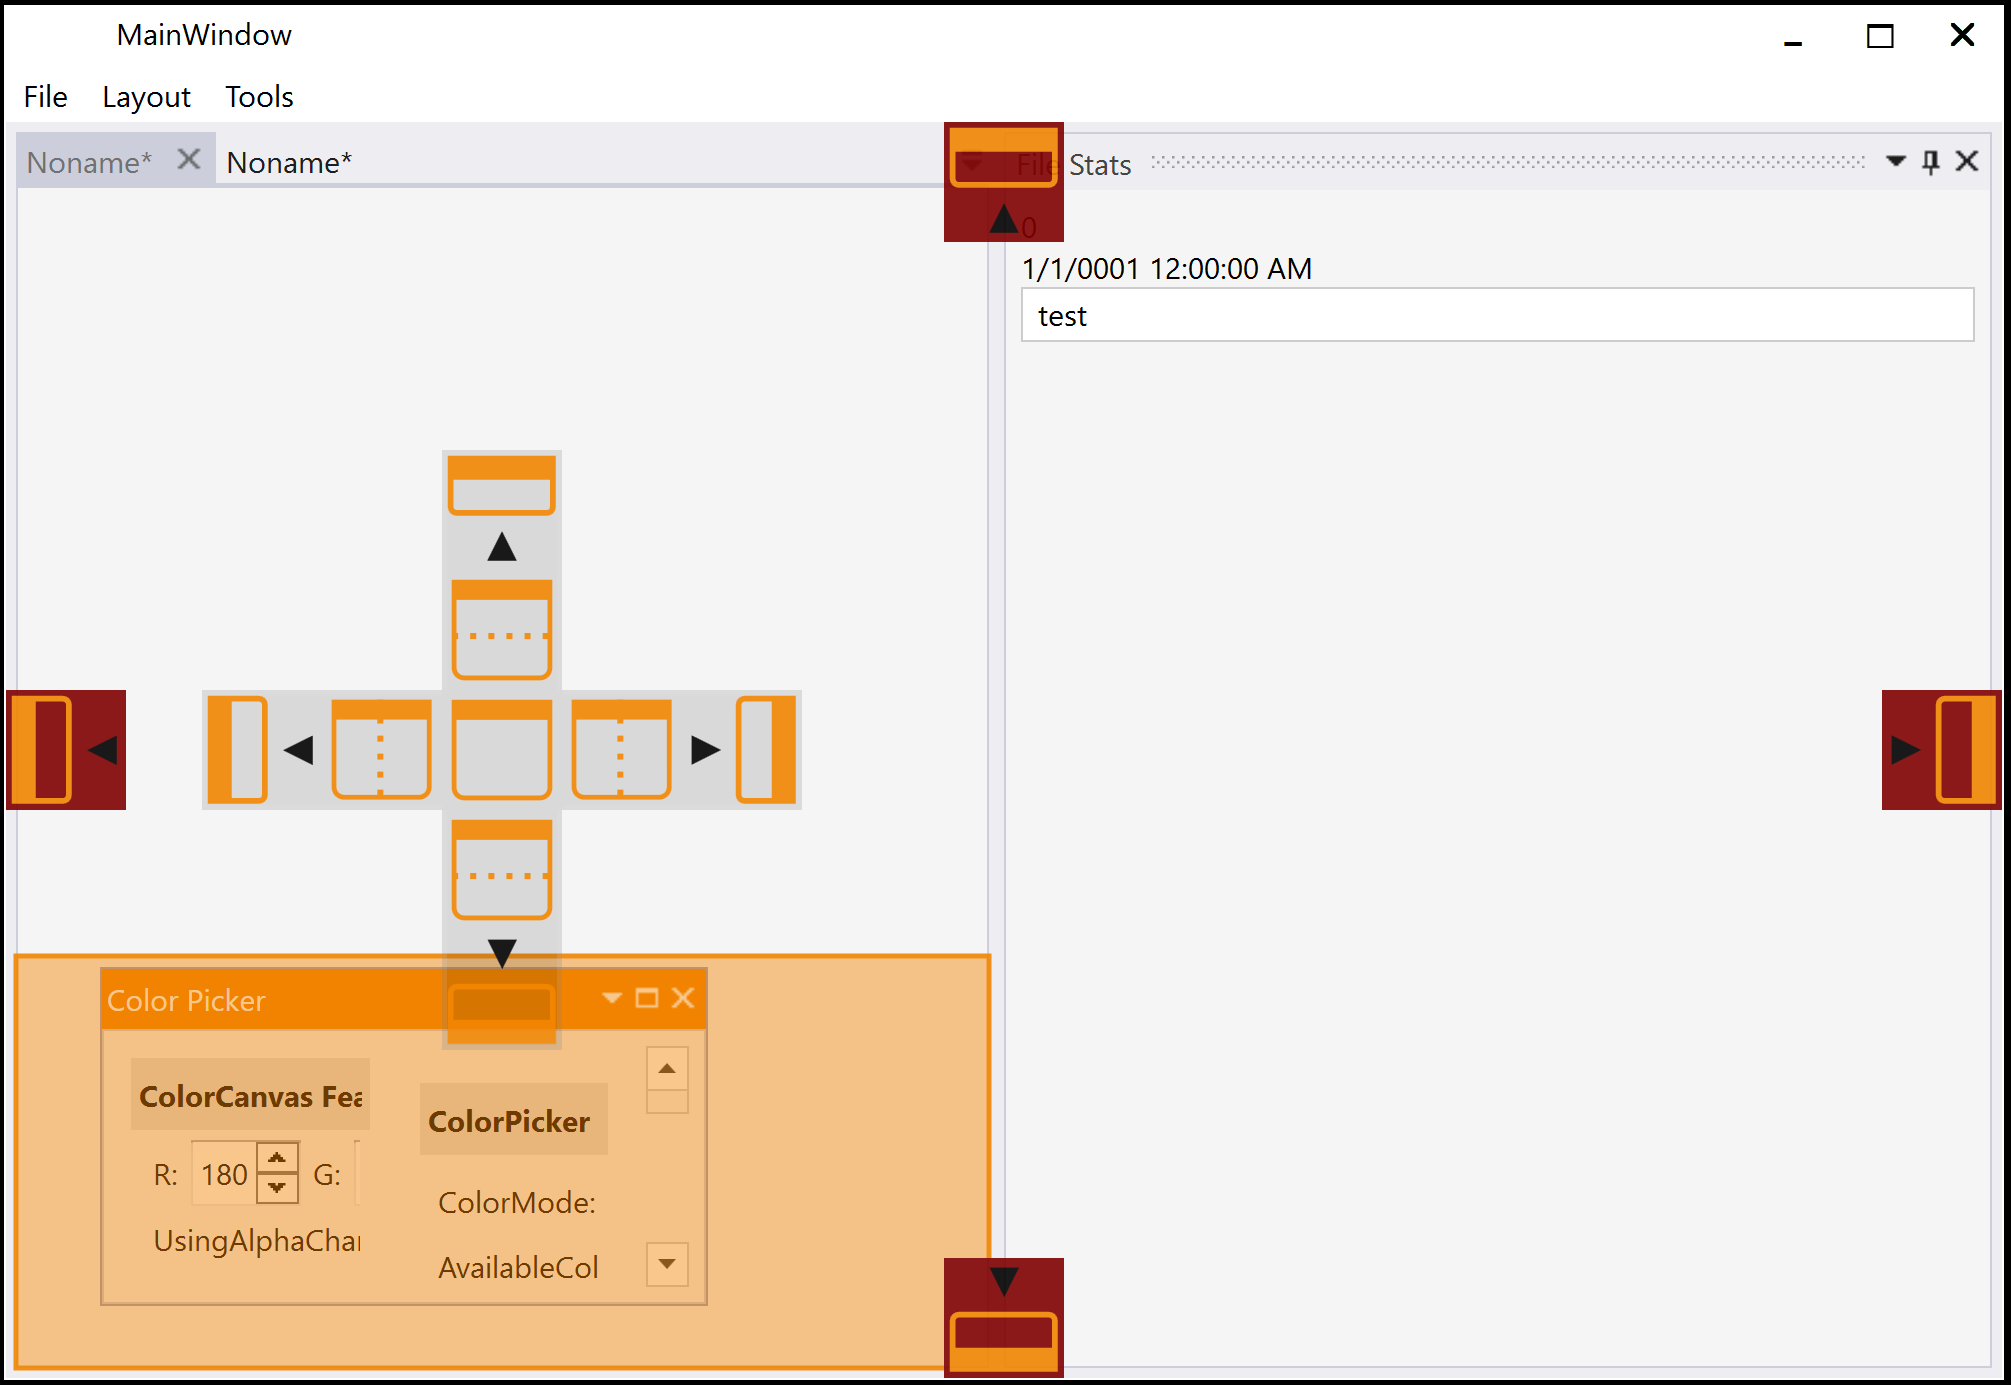 MainWindow
File Layout Tools
Noname* Noname*
File Stats
0
1/1/0001 12:00:00 AM
test
Color Picker
ColorCanvas Fea
ColorPicker
R: 180 G:
ColorMode:
UsingAlphaChar
AvailableCol